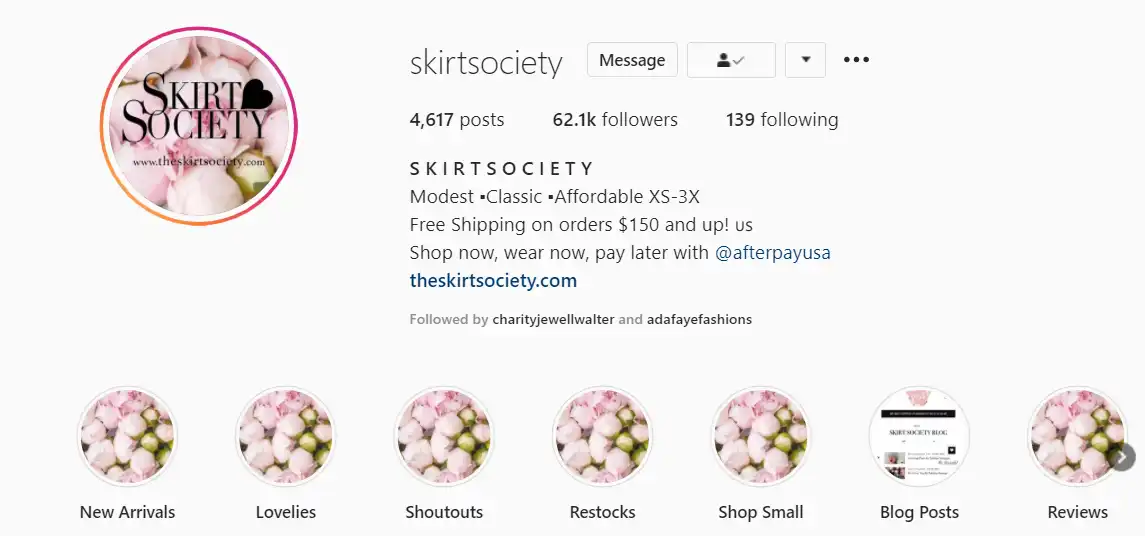 SKIRT
SOCIETY
www.theskirtsociety.com
skirtsociety
Message
4,617 posts 62.1k followers 139 following
S K I R T S O C I E T Y
Modest ▪Classic ▪Affordable XS-3X
Free Shipping on orders $150 and up! us
Shop now, wear now, pay later with @afterpayusa
theskirtsociety.com
Followed by charityjewellwalter and adafayefashions
SKIRT SOCIETY BLOG
New Arrivals Lovelies Shoutouts Restocks Shop Small Blog Posts Reviews